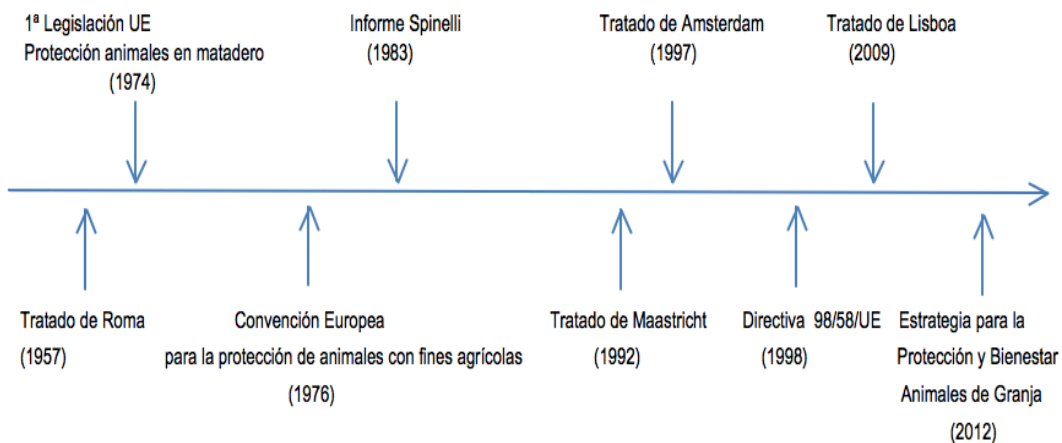 1ª Legislación UE
Protección animales en matadero
(1974)
Informe Spinelli
(1983)
Tratado de Amsterdam
(1997)
Tratado de Lisboa
(2009)
Tratado de Roma
(1957)
Convención Europea
para la protección de animales con fines agrícolas
(1976)
Tratado de Maastricht
(1992)
Directiva 98/58/UE
(1998)
Estrategia para la
Protección y Bienestar
Animales de Granja
(2012)